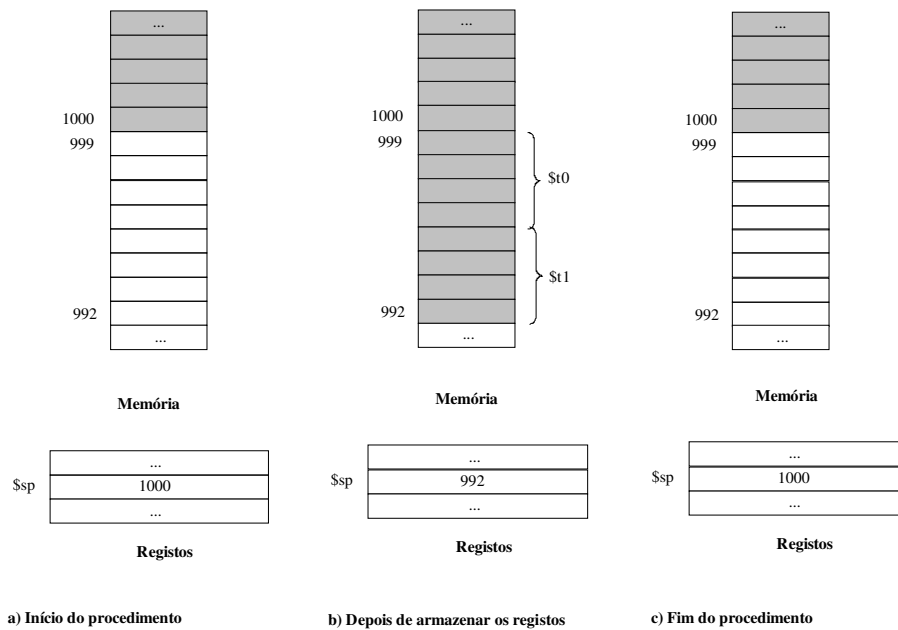 ...
1000
999
992
...
Memória
...
$sp 1000
...
Registos
a) Início do procedimento
...
1000
999
$t0
$t1
992
...
Memória
...
$sp 992
...
Registos
b) Depois de armazenar os registos
...
1000
999
992
...
Memória
...
$sp 1000
...
Registos
c) Fim do procedimento